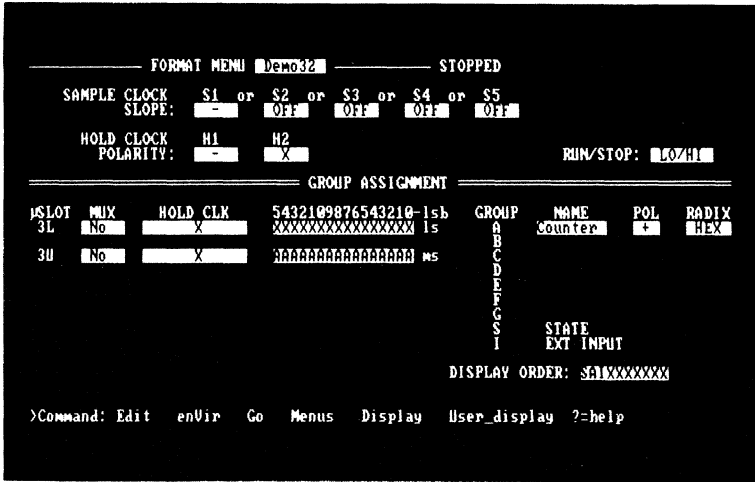 FORMAT MENU Demo32 STOPPED
SAMPLE CLOCK S1 or S2 or S3 or S4 or S5
SLOPE: - OFF OFF OFF OFF
HOLD CLOCK H1 H2
POLARITY: - X RUN/STOP: LO/HI
GROUP ASSIGNMENT
µSLOT MUX HOLD CLK 5432109876543210-lsb GROUP NAME POL RADIX
3L No X XXXXXXXXXXXXXXXX ls A Counter + HEX
B
3U No X AAAAAAAAAAAAAAAA ms C
D
E
F
G
S STATE
I EXT INPUT
DISPLAY ORDER: SAIXXXXXXX
>Command: Edit enVir Go Menus Display User_display ?=help